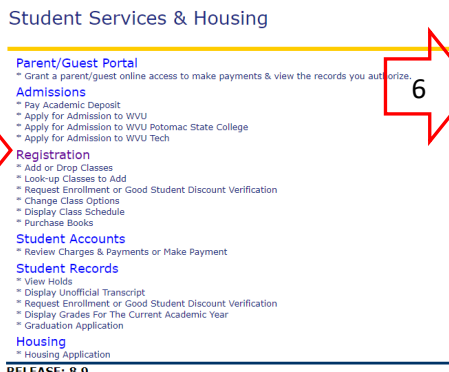 Student Services & Housing
Parent/Guest Portal
* Grant a parent/guest online access to make payments & view the records you authorize.
6
Admissions
* Pay Academic Deposit
* Apply for Admission to WVU
* Apply for Admission to WVU Potomac State College
* Apply for Admission to WVU Tech
Registration
* Add or Drop Classes
* Look-up Classes to Add
* Request Enrollment or Good Student Discount Verification
* Change Class Options
* Display Class Schedule
* Purchase Books
Student Accounts
* Review Charges & Payments or Make Payment
Student Records
* View Holds
* Display Unofficial Transcript
* Request Enrollment or Good Student Discount Verification
* Display Grades For The Current Academic Year
* Graduation Application
Housing
* Housing Application
RELEASE: 8.9